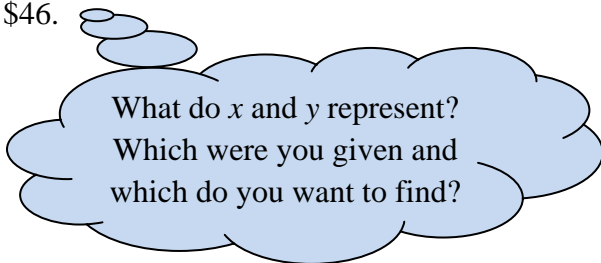 $46.
What do x and y represent?
Which were you given and
which do you want to find?